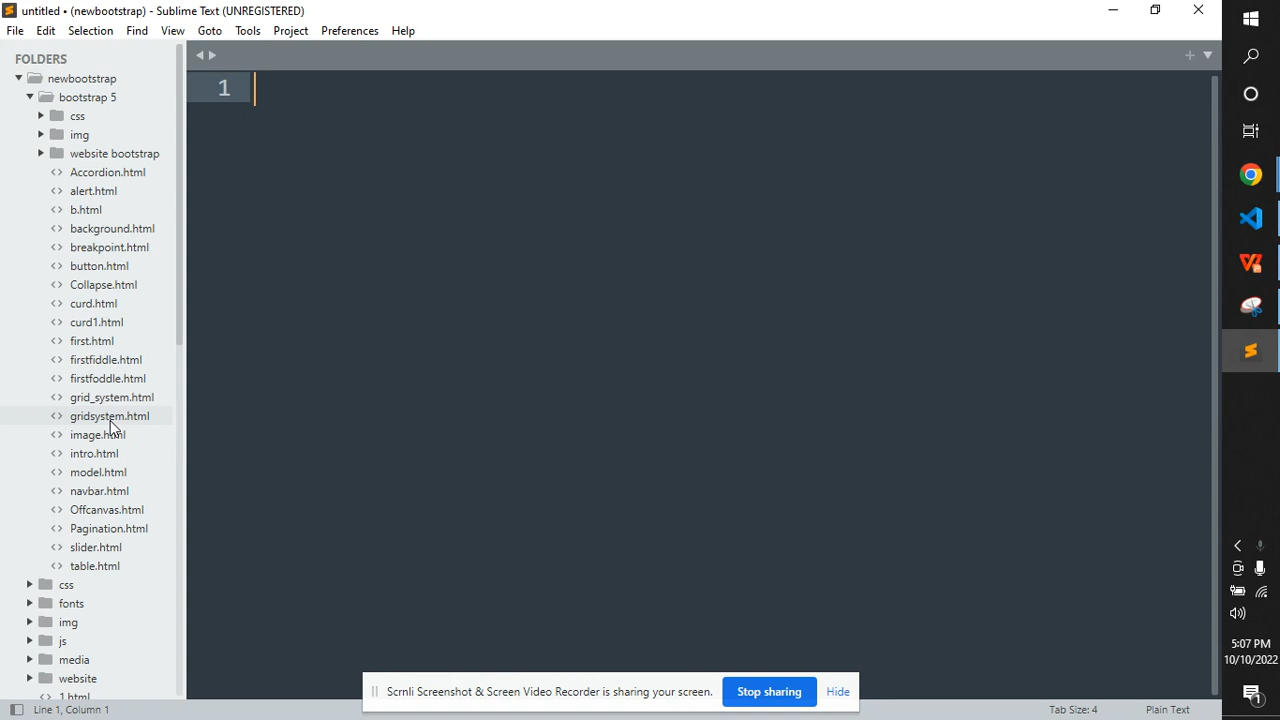 untitled • (newbootstrap) - Sublime Text (UNREGISTERED)
File Edit Selection Find View Goto Tools Project Preferences Help
FOLDERS
newbootstrap
bootstrap 5
css
img
website bootstrap
Accordion.html
alert.html
b.html
background.html
breakpoint.html
button.html
Collapse.html
curd.html
curd1.html
first.html
firstfiddle.html
firstfoddle.html
grid_system.html
gridsystem.html
image.html
intro.html
model.html
navbar.html
Offcanvas.html
Pagination.html
slider.html
table.html
css
fonts
img
js
media
website
1.html
1
Scrnli Screenshot & Screen Video Recorder is sharing your screen. Stop sharing Hide
Line 1, Column 1 Tab Size: 4 Plain Text
5:07 PM
10/10/2022
1